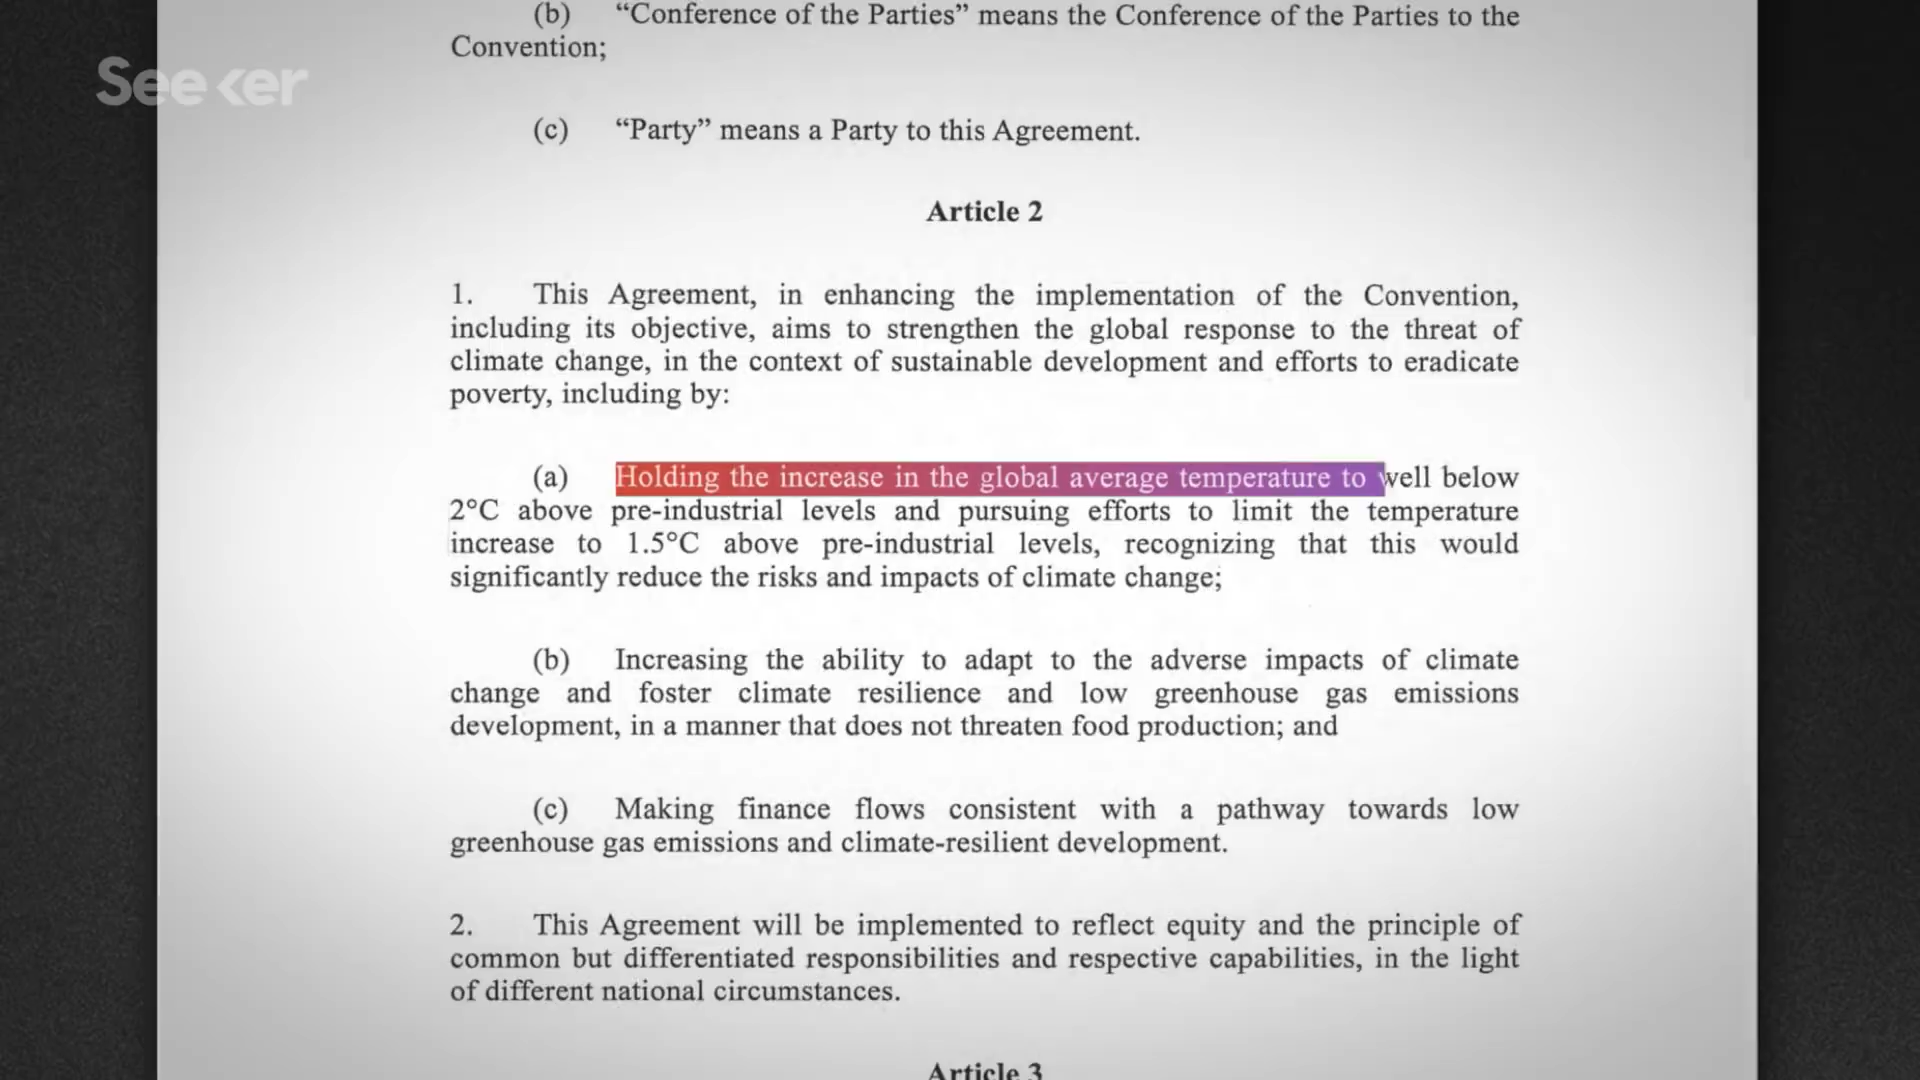 (b) “Conference of the Parties” means the Conference of the Parties to the
Convention;
Seeker
(c) “Party” means a Party to this Agreement.
Article 2
1. This Agreement, in enhancing the implementation of the Convention,
including its objective, aims to strengthen the global response to the threat of
climate change, in the context of sustainable development and efforts to eradicate
poverty, including by:
(a) Holding the increase in the global average temperature to well below
2°C above pre-industrial levels and pursuing efforts to limit the temperature
increase to 1.5°C above pre-industrial levels, recognizing that this would
significantly reduce the risks and impacts of climate change;
(b) Increasing the ability to adapt to the adverse impacts of climate
change and foster climate resilience and low greenhouse gas emissions
development, in a manner that does not threaten food production; and
(c) Making finance flows consistent with a pathway towards low
greenhouse gas emissions and climate-resilient development.
2. This Agreement will be implemented to reflect equity and the principle of
common but differentiated responsibilities and respective capabilities, in the light
of different national circumstances.
Article 3